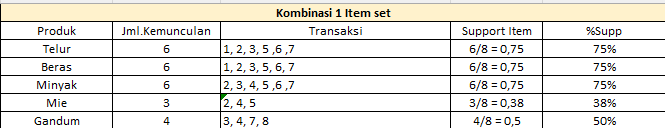 Kombinasi 1 Item set
Produk Jml.Kemunculan Transaksi Support Item %Supp
Telur 6 1, 2, 3, 5 ,6 ,7 6/8 = 0,75 75%
Beras 6 1, 2, 3, 5, 6, 7 6/8 = 0,75 75%
Minyak 6 2, 3, 4, 5 ,6 ,7 6/8 = 0,75 75%
Mie 3 2, 4, 5 3/8 = 0,38 38%
Gandum 4 3, 4, 7, 8 4/8 = 0,5 50%